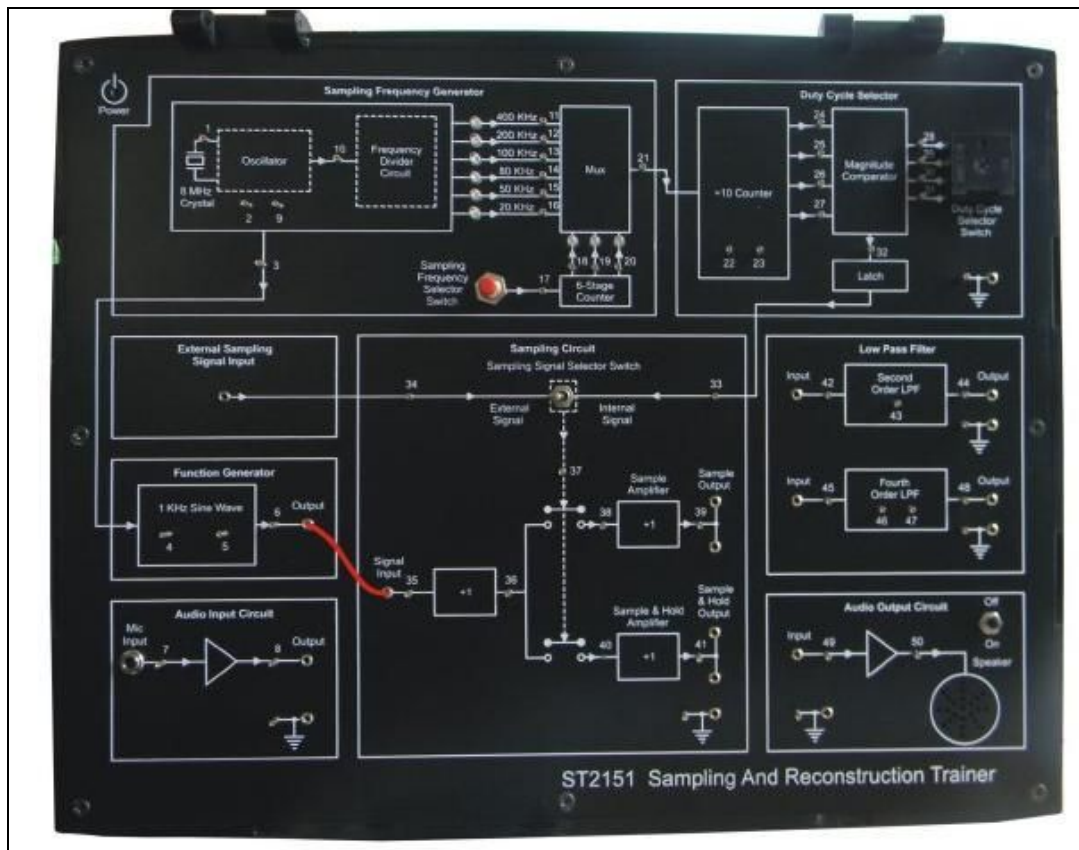 Power
Sampling Frequency Generator
1
Oscillator
8 MHz
Crystal
2
9
10
Frequency
Divider
Circuit
400 KHz
200 KHz
100 KHz
80 KHz
50 KHz
20 KHz
11
12
13
14
15
16
Mux
21
18
19
20
3
Sampling
Frequency
Selector
Switch
17
6-Stage
Counter
Duty Cycle Selector
÷10 Counter
22
23
24
25
26
27
Magnitude
Comparator
28
Duty Cycle
Selector
Switch
32
Latch
External Sampling
Signal Input
Sampling Circuit
Sampling Signal Selector Switch
34
33
External
Signal
Internal
Signal
37
Low Pass Filter
Input
42
Second
Order LPF
43
44
Output
Input
45
Fourth
Order LPF
46
47
48
Output
Function Generator
1 KHz Sine Wave
4
5
6
Output
Signal
Input
35
+1
36
38
Sample
Amplifier
+1
39
Sample
Output
40
Sample & Hold
Amplifier
+1
41
Sample
& Hold
Output
Audio Input Circuit
Mic
Input
7
8
Output
Audio Output Circuit
Off
On
Input
49
50
Speaker
ST2151 Sampling And Reconstruction Trainer